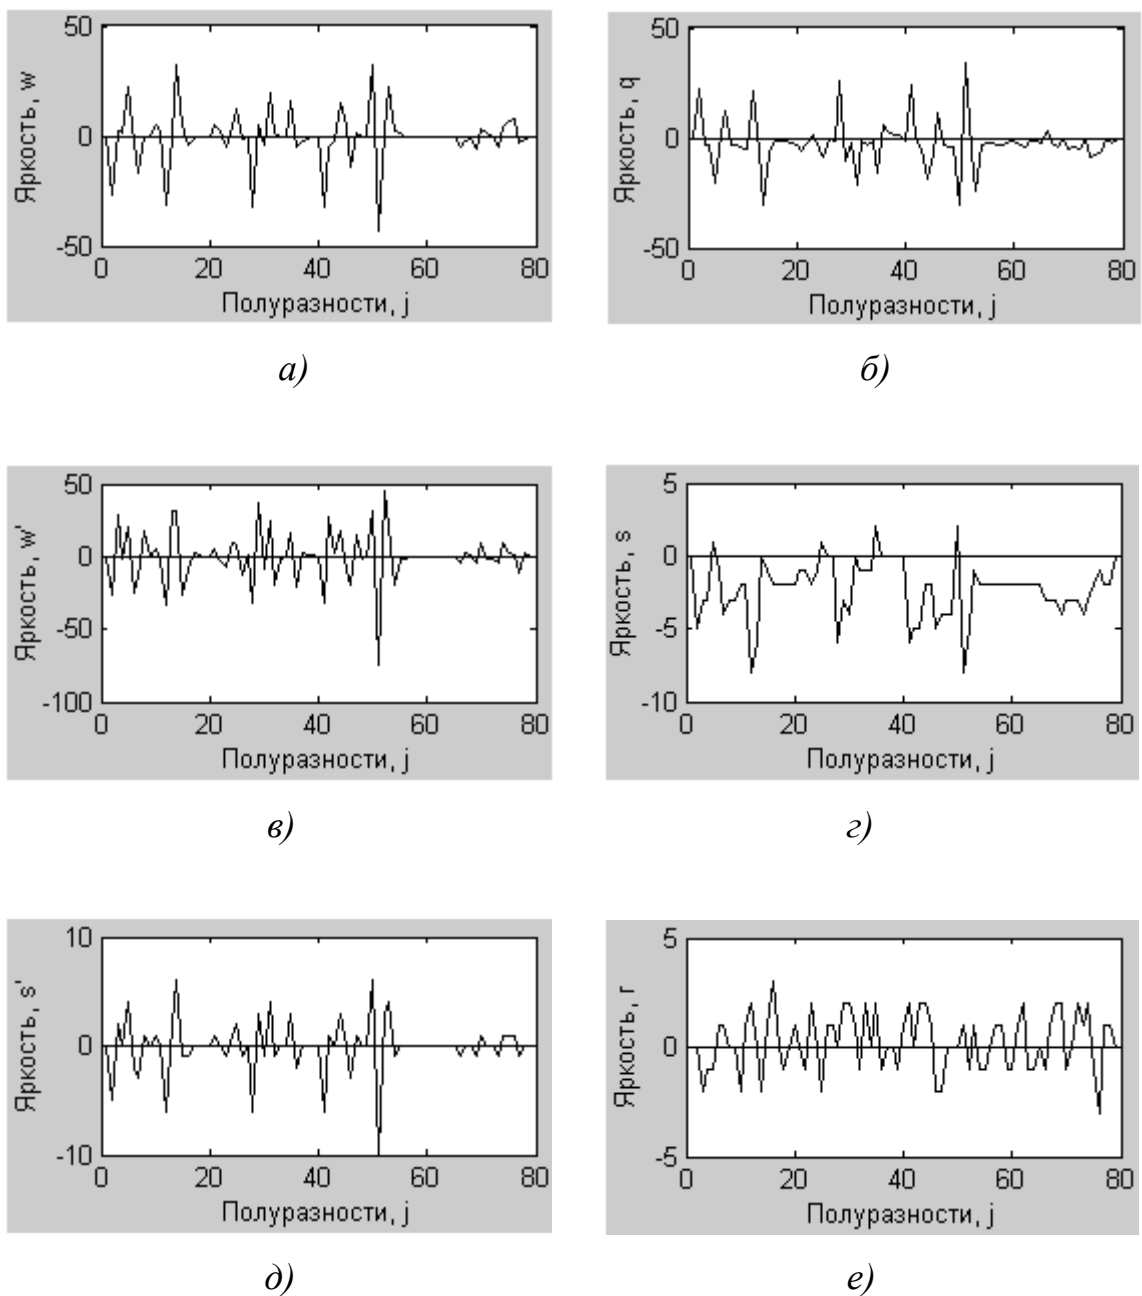 50
0
-50
0 20 40 60 80
Яркость, w
Полуразности, j
а)
50
0
-50
0 20 40 60 80
Яркость, q
Полуразности, j
б)
50
0
-50
-100
0 20 40 60 80
Яркость, w'
Полуразности, j
в)
5
0
-5
-10
0 20 40 60 80
Яркость, s
Полуразности, j
г)
10
0
-10
0 20 40 60 80
Яркость, s'
Полуразности, j
д)
5
0
-5
0 20 40 60 80
Яркость, r
Полуразности, j
е)